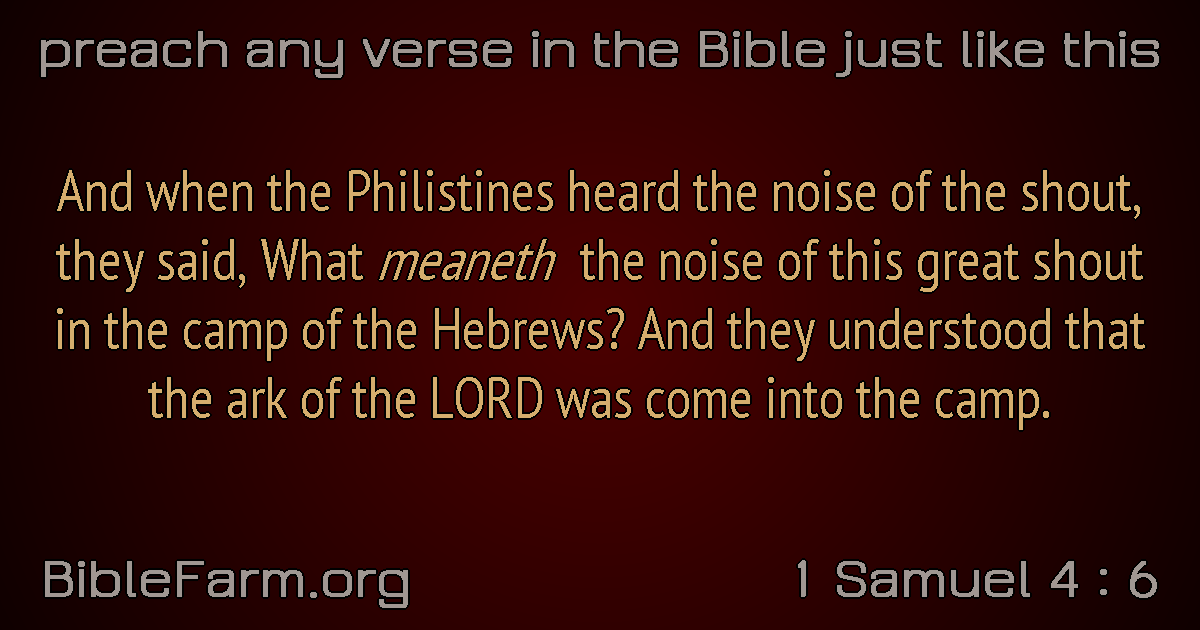 preach any verse in the Bible just like this
And when the Philistines heard the noise of the shout,
they said, What meaneth the noise of this great shout
in the camp of the Hebrews? And they understood that
the ark of the LORD was come into the camp.
BibleFarm.org
1 Samuel 4 : 6